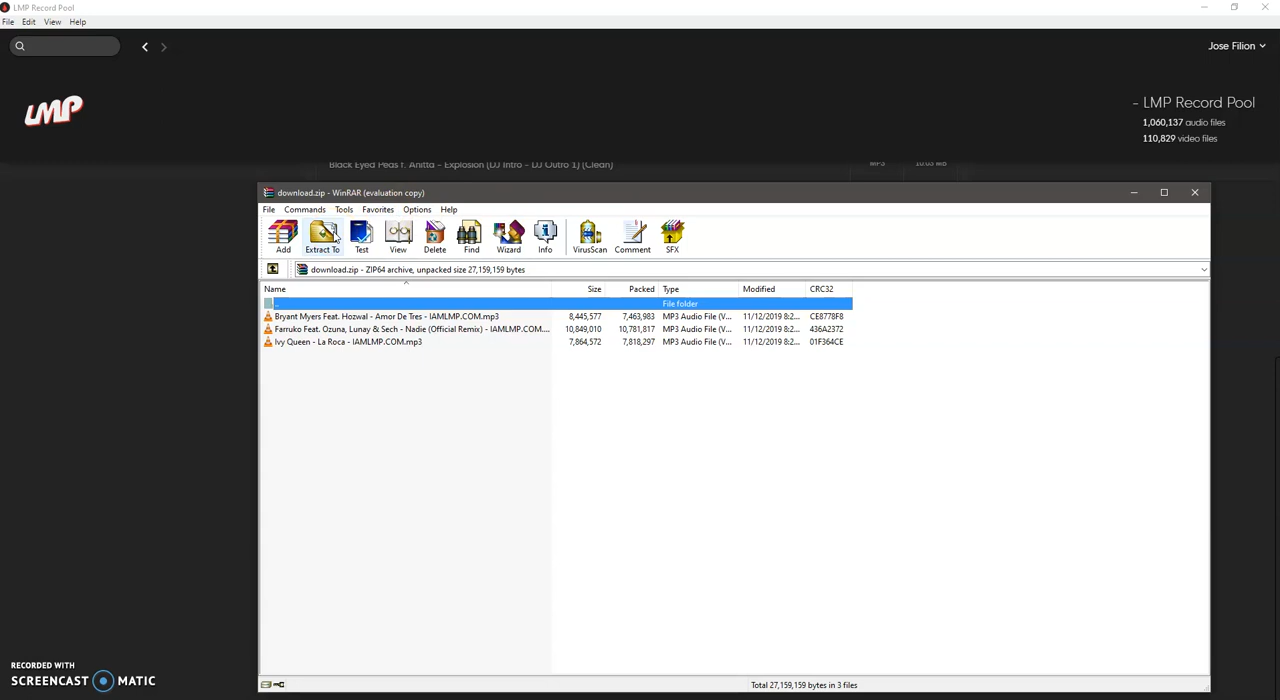 LMP Record Pool
File Edit View Help
Jose Filion
LMP
- LMP Record Pool
1,060,137 audio files
110,829 video files
Black Eyed Peas f. Anitta - Explosion (DJ Intro - DJ Outro 1) (Clean) MP3 10.03 MB
download.zip - WinRAR (evaluation copy)
File Commands Tools Favorites Options Help
Add Extract To Test View Delete Find Wizard Info VirusScan Comment SFX
download.zip - ZIP64 archive, unpacked size 27,159,159 bytes
Name Size Packed Type Modified CRC32
.. File folder
Bryant Myers Feat. Hozwal - Amor De Tres - IAMLMP.COM.mp3 8,445,577 7,463,983 MP3 Audio File (V... 11/12/2019 8:2... CE8778F8
Farruko Feat. Ozuna, Lunay & Sech - Nadie (Official Remix) - IAMLMP.COM.... 10,849,010 10,781,817 MP3 Audio File (V... 11/12/2019 8:2... 436A2372
Ivy Queen - La Roca - IAMLMP.COM.mp3 7,864,572 7,818,297 MP3 Audio File (V... 11/12/2019 8:2... 01F364CE
RECORDED WITH
SCREENCAST MATIC
Total 27,159,159 bytes in 3 files